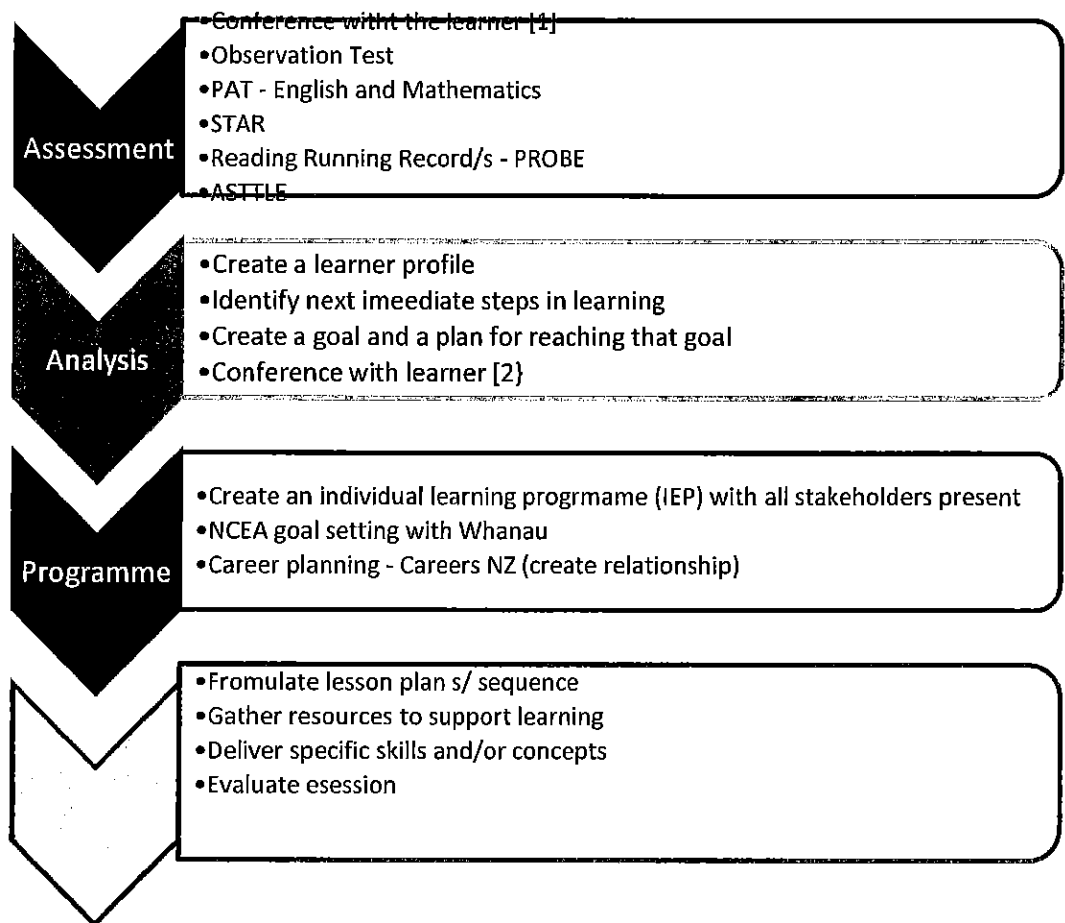 •Conference witht the learner [1]
•Observation Test
•PAT - English and Mathematics
•STAR
Assessment
•Reading Running Record/s - PROBE
•ASTTLE
•Create a learner profile
•Identify next imeediate steps in learning
•Create a goal and a plan for reaching that goal
Analysis
•Conference with learner [2}
•Create an individual learning progrmame (IEP) with all stakeholders present
•NCEA goal setting with Whanau
Programme
•Career planning - Careers NZ (create relationship)
•Fromulate lesson plan s/ sequence
•Gather resources to support learning
•Deliver specific skills and/or concepts
•Evaluate esession